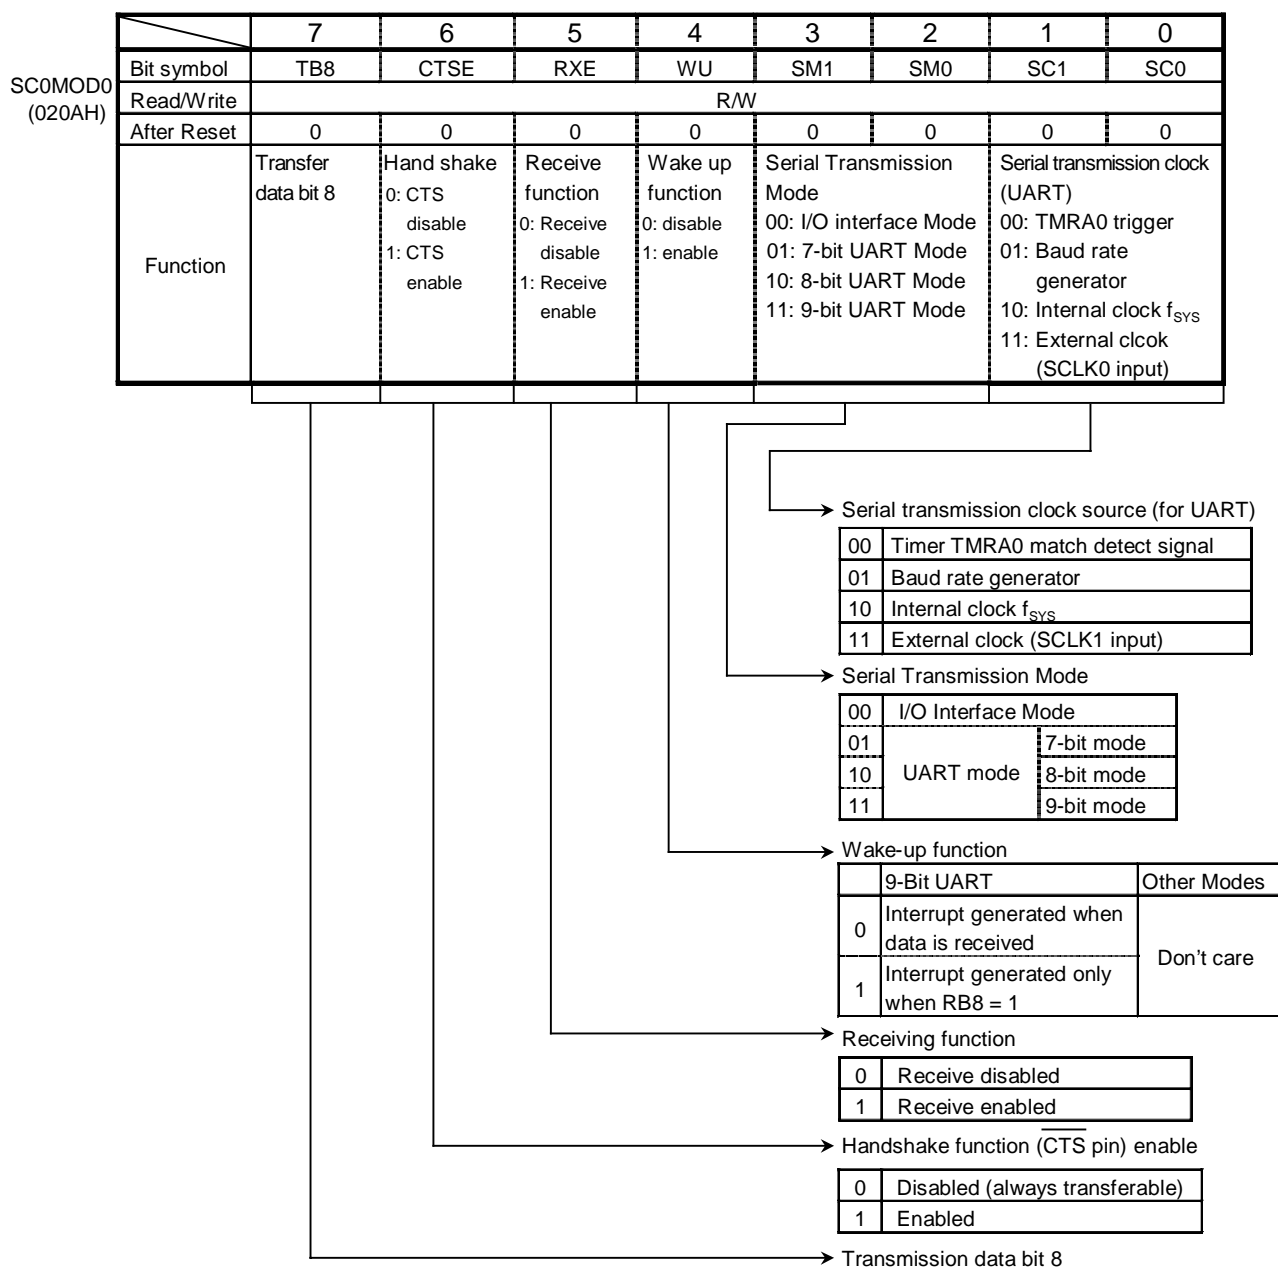 7 6 5 4 3 2 1 0
SC0MOD0
(020AH)
Bit symbol TB8 CTSE RXE WU SM1 SM0 SC1 SC0
Read/Write R/W
After Reset 0 0 0 0 0 0 0 0
Function
Transfer
data bit 8
Hand shake
0: CTS
disable
1: CTS
enable
Receive
function
0: Receive
disable
1: Receive
enable
Wake up
function
0: disable
1: enable
Serial Transmission
Mode
00: I/O interface Mode
01: 7-bit UART Mode
10: 8-bit UART Mode
11: 9-bit UART Mode
Serial transmission clock
(UART)
00: TMRA0 trigger
01: Baud rate
generator
10: Internal clock fSYS
11: External clcok
(SCLK0 input)
Serial transmission clock source (for UART)
00 Timer TMRA0 match detect signal
01 Baud rate generator
10 Internal clock fSYS
11 External clock (SCLK1 input)
Serial Transmission Mode
00 I/O Interface Mode
01 7-bit mode
10 UART mode 8-bit mode
11 9-bit mode
Wake-up function
9-Bit UART Other Modes
0 Interrupt generated when
data is received
Don’t care
1 Interrupt generated only
when RB8 = 1
Receiving function
0 Receive disabled
1 Receive enabled
Handshake function (C̅T̅S̅ pin) enable
0 Disabled (always transferable)
1 Enabled
Transmission data bit 8